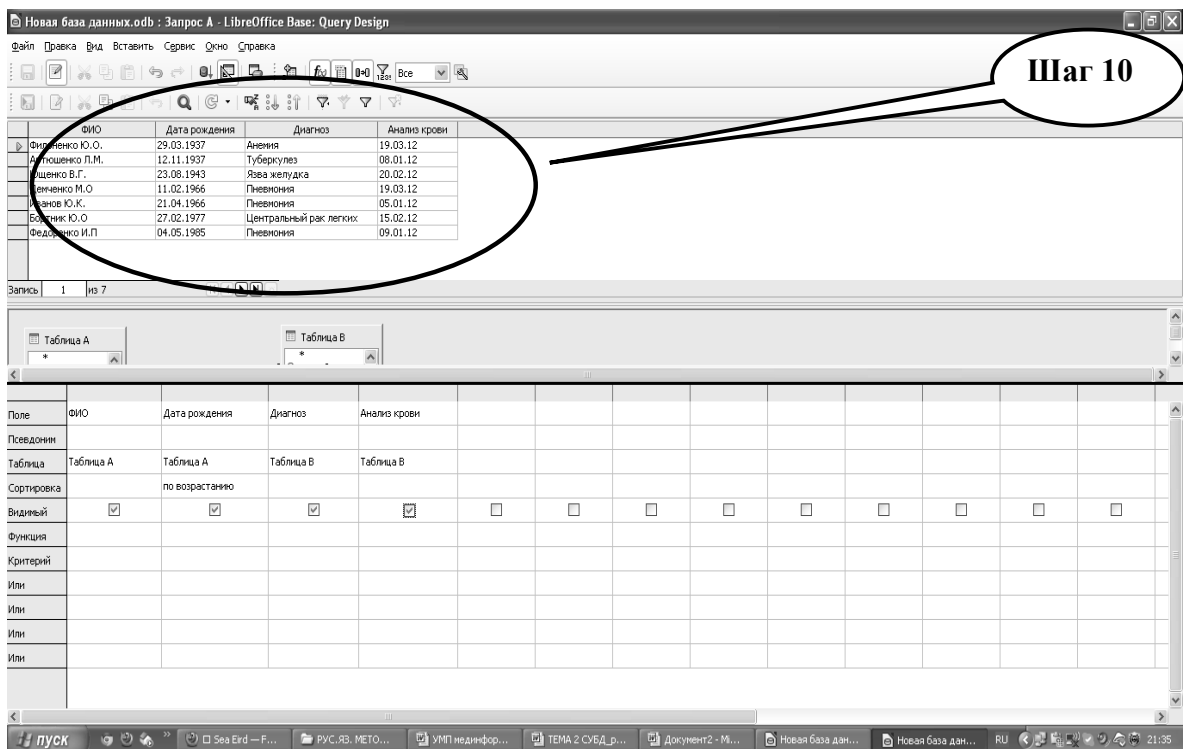 Новая база данных.odb : Запрос A - LibreOffice Base: Query Design
Файл Правка Вид Вставить Сервис Окно Справка
Все
Шаг 10
ФИО Дата рождения Диагноз Анализ крови
29.03.1937 Анемия 19.03.12
Л.М. 12.11.1937 Туберкулез 08.01.12
В.Г. 23.08.1943 Язва желудка 20.02.12
М.О 11.02.1966 Пневмония 19.03.12
Иванов Ю.К. 21.04.1966 Пневмония 05.01.12
Ю.О 27.02.1977 Центральный рак легких 15.02.12
Федоренко И.П 04.05.1985 Пневмония 09.01.12
Запись 1 из 7
Таблица A Таблица B
* *
Поле ФИО Дата рождения Диагноз Анализ крови
Псевдоним
Таблица Таблица A Таблица A Таблица B Таблица B
Сортировка по возрастанию
Видимый
Функция
Критерий
Или
Или
Или
Или
пуск Sea Eird — F... РУС.ЯЗ. МЕТО... УМП мединфор... ТЕМА 2 СУБД_р... Документ2 - Mi... Новая база дан... Новая база дан... RU 21:35